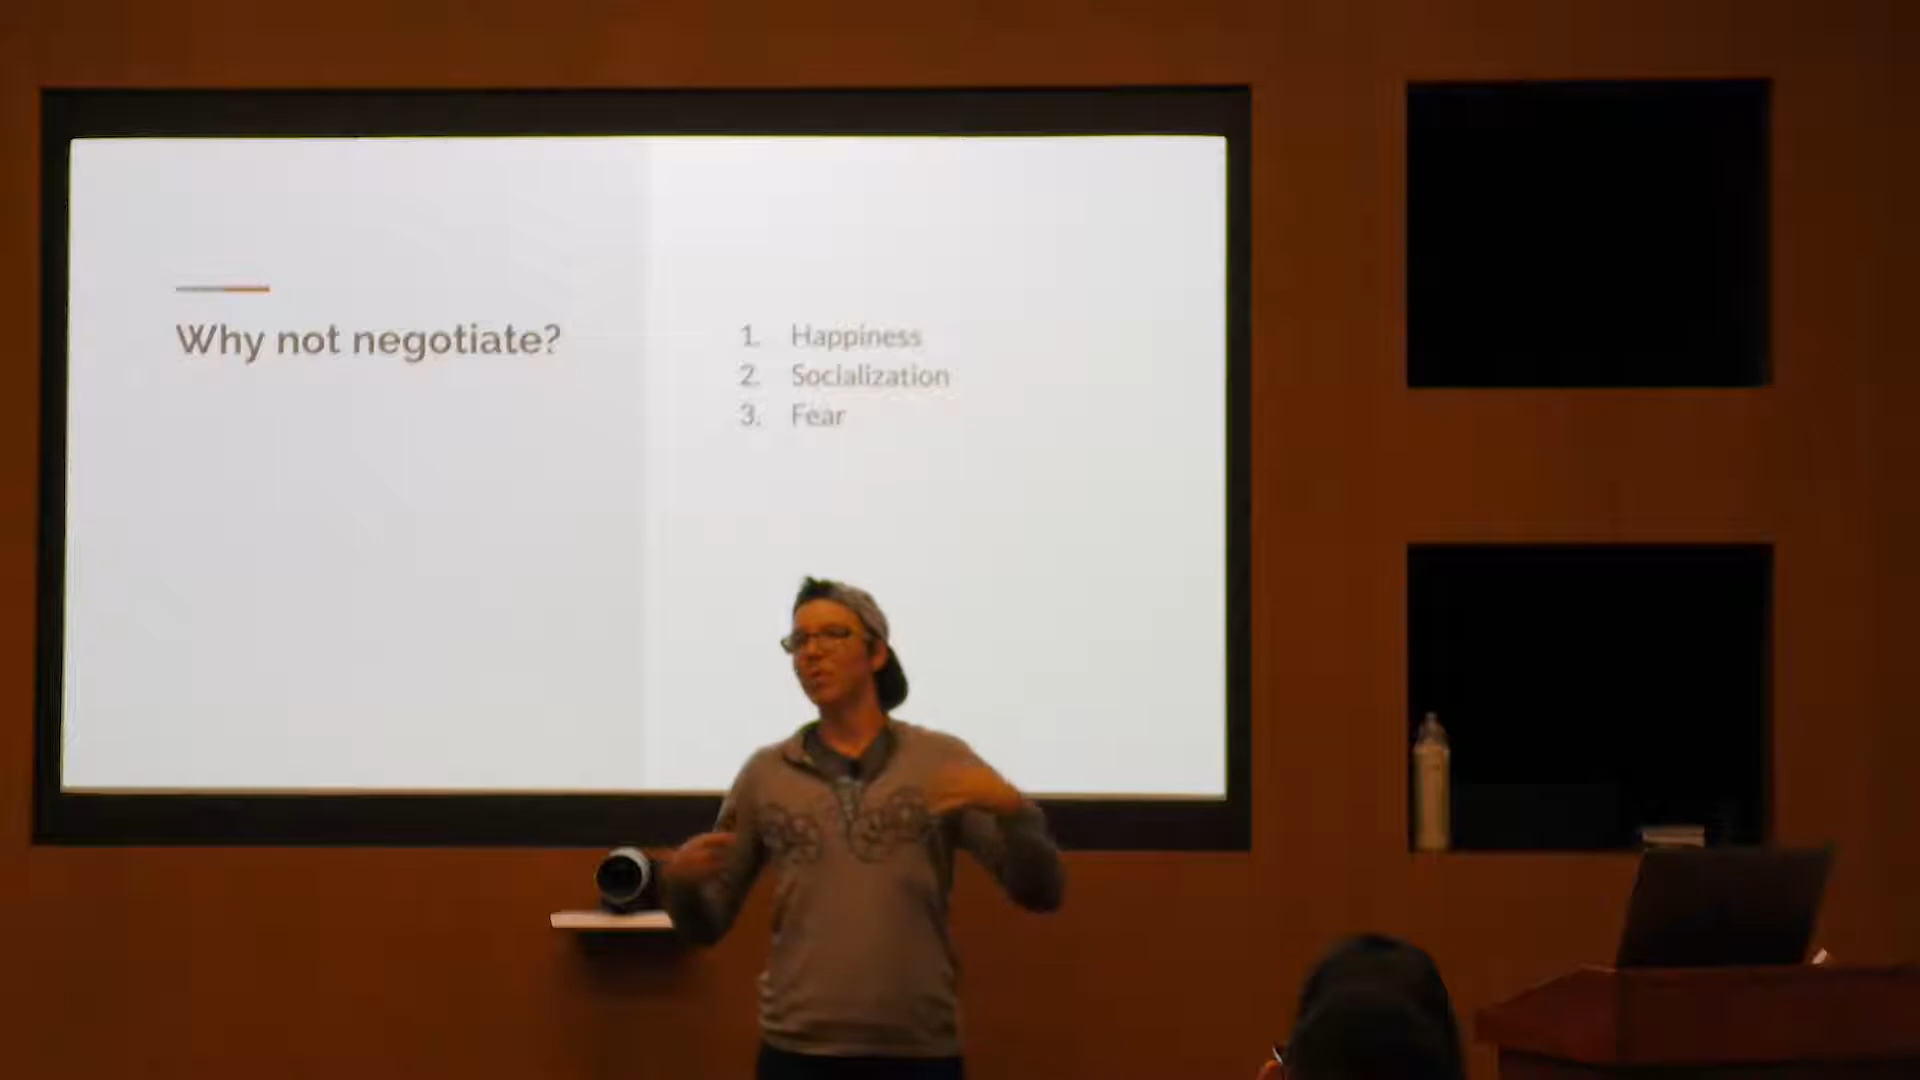 Why not negotiate?
1. Happiness
2. Socialization
3. Fear